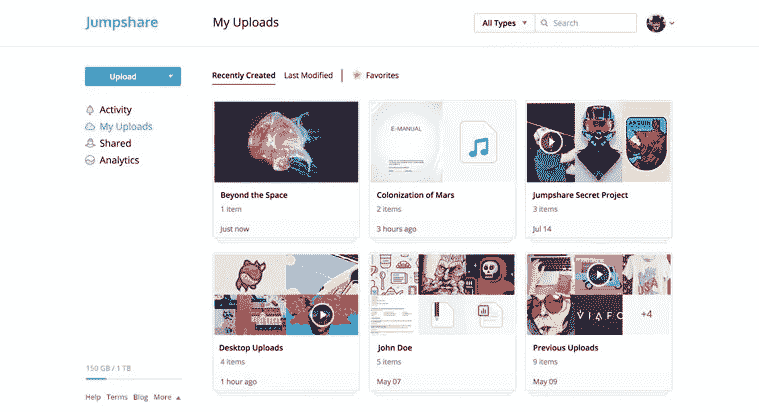 Jumpshare
My Uploads
All Types
Search
Upload
Recently Created
Last Modified
Favorites
Activity
My Uploads
Shared
Analytics
E-MANUAL
Beyond the Space
1 item
Just now
Colonization of Mars
2 items
3 hours ago
Jumpshare Secret Project
3 items
Jul 14
VIAFO
+4
Desktop Uploads
4 items
1 hour ago
John Doe
5 items
May 07
Previous Uploads
9 items
May 09
150 GB / 1 TB
Help Terms Blog More